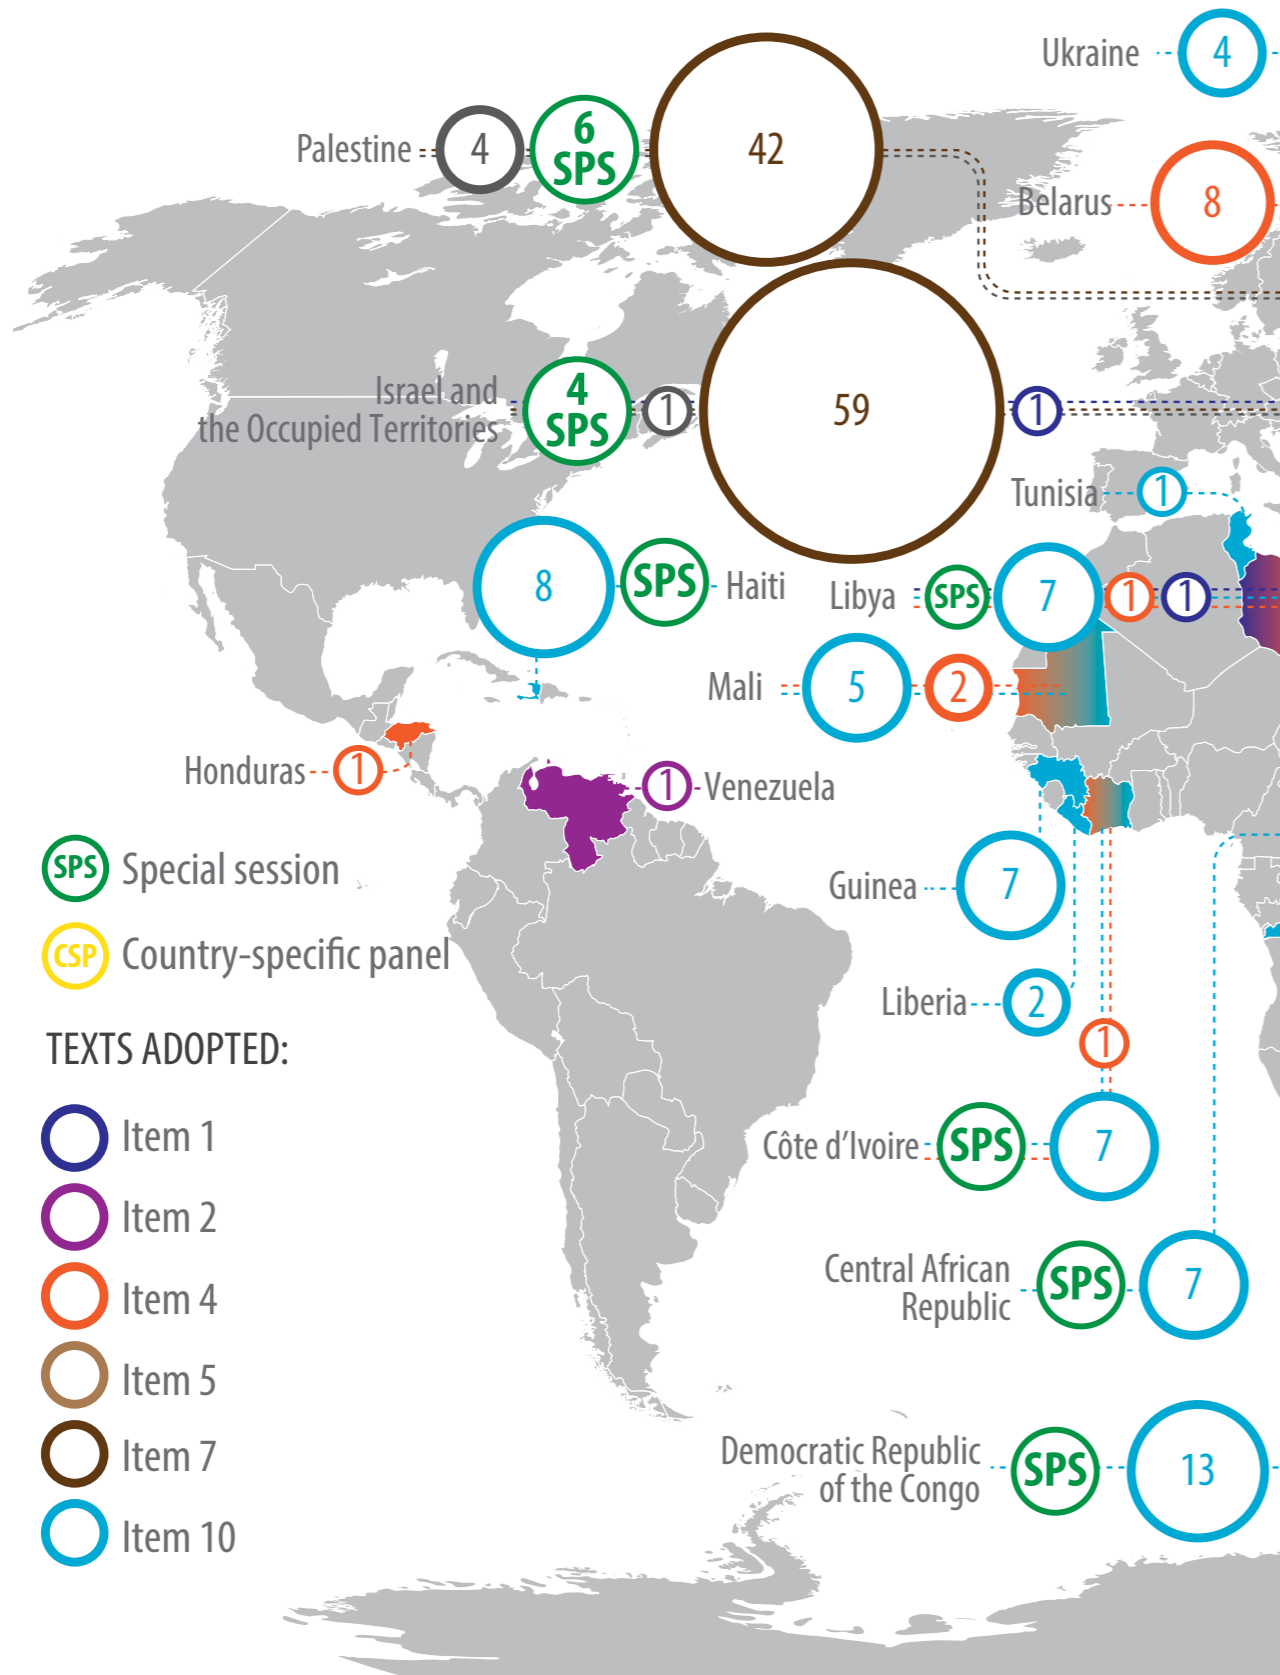 Ukraine 4
Palestine 4 6 SPS 42
Belarus 8
Israel and
the Occupied Territories
4 SPS 1 59 1
Tunisia 1
8 SPS Haiti
Libya SPS 7 1 1
Mali 5 2
Honduras 1
1 Venezuela
SPS Special session
Guinea 7
CSP Country-specific panel
Liberia 2
TEXTS ADOPTED:
1
Item 1
Côte d'Ivoire SPS 7
Item 2
Central African
Republic
SPS 7
Item 4
Item 5
Item 7
Democratic Republic
of the Congo
SPS 13
Item 10